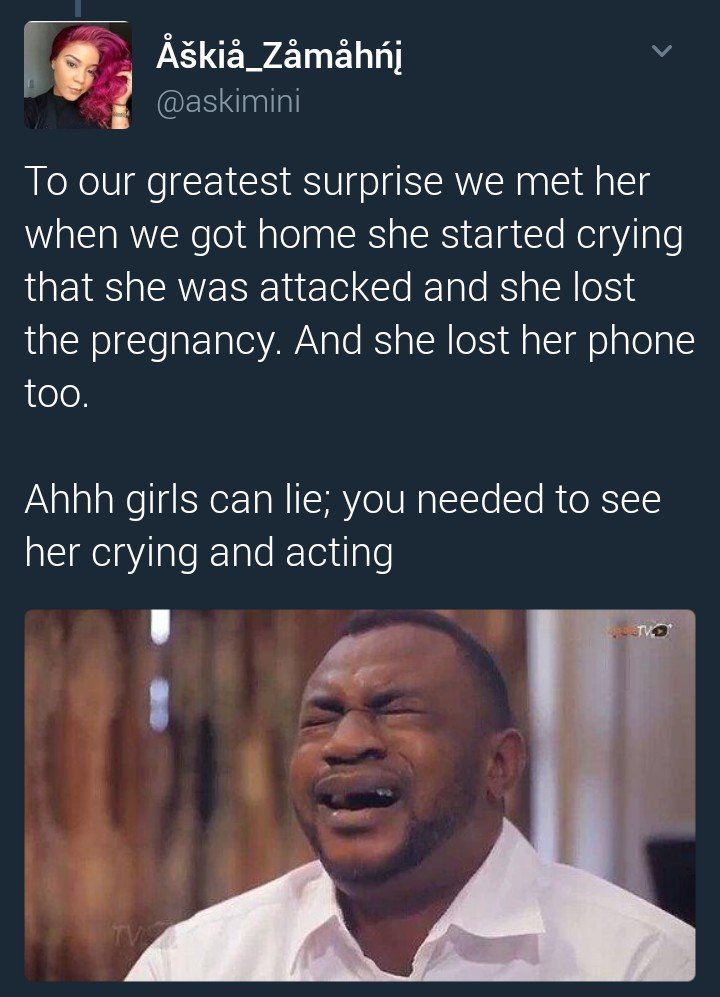 Åškiå_Zåmåhńį
@askimini
To our greatest surprise we met her
when we got home she started crying
that she was attacked and she lost
the pregnancy. And she lost her phone
too.
Ahhh girls can lie; you needed to see
her crying and acting
TV